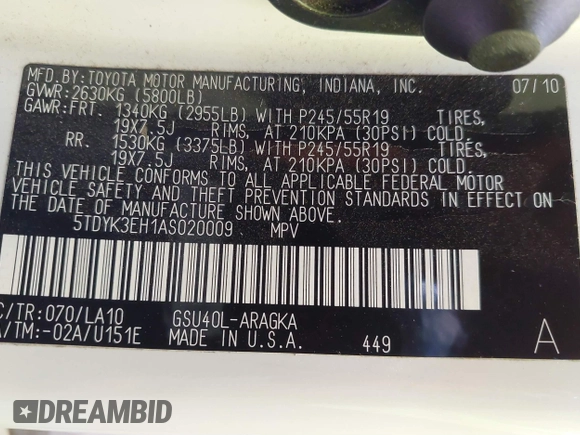 MFD.BY:TOYOTA MOTOR MANUFACTURING, INDIANA, INC. 07/10
GVWR:2630KG (5800LB)
GAWR:FRT. 1340KG (2955LB) WITH P245/55R19 TIRES,
19X7.5J RIMS, AT 210KPA (30PSI) COLD.
RR. 1530KG (3375LB) WITH P245/55R19 TIRES,
19X7.5J RIMS, AT 210KPA (30PSI) COLD.
THIS VEHICLE CONFORMS TO ALL APPLICABLE FEDERAL MOTOR
VEHICLE SAFETY AND THEFT PREVENTION STANDARDS IN EFFECT ON
THE DATE OF MANUFACTURE SHOWN ABOVE.
5TDYK3EH1AS020009 MPV
C/TR:070/LA10 GSU40L-ARAGKA
A/TM:-02A/U151E MADE IN U.S.A. 449 A
DREAMBID